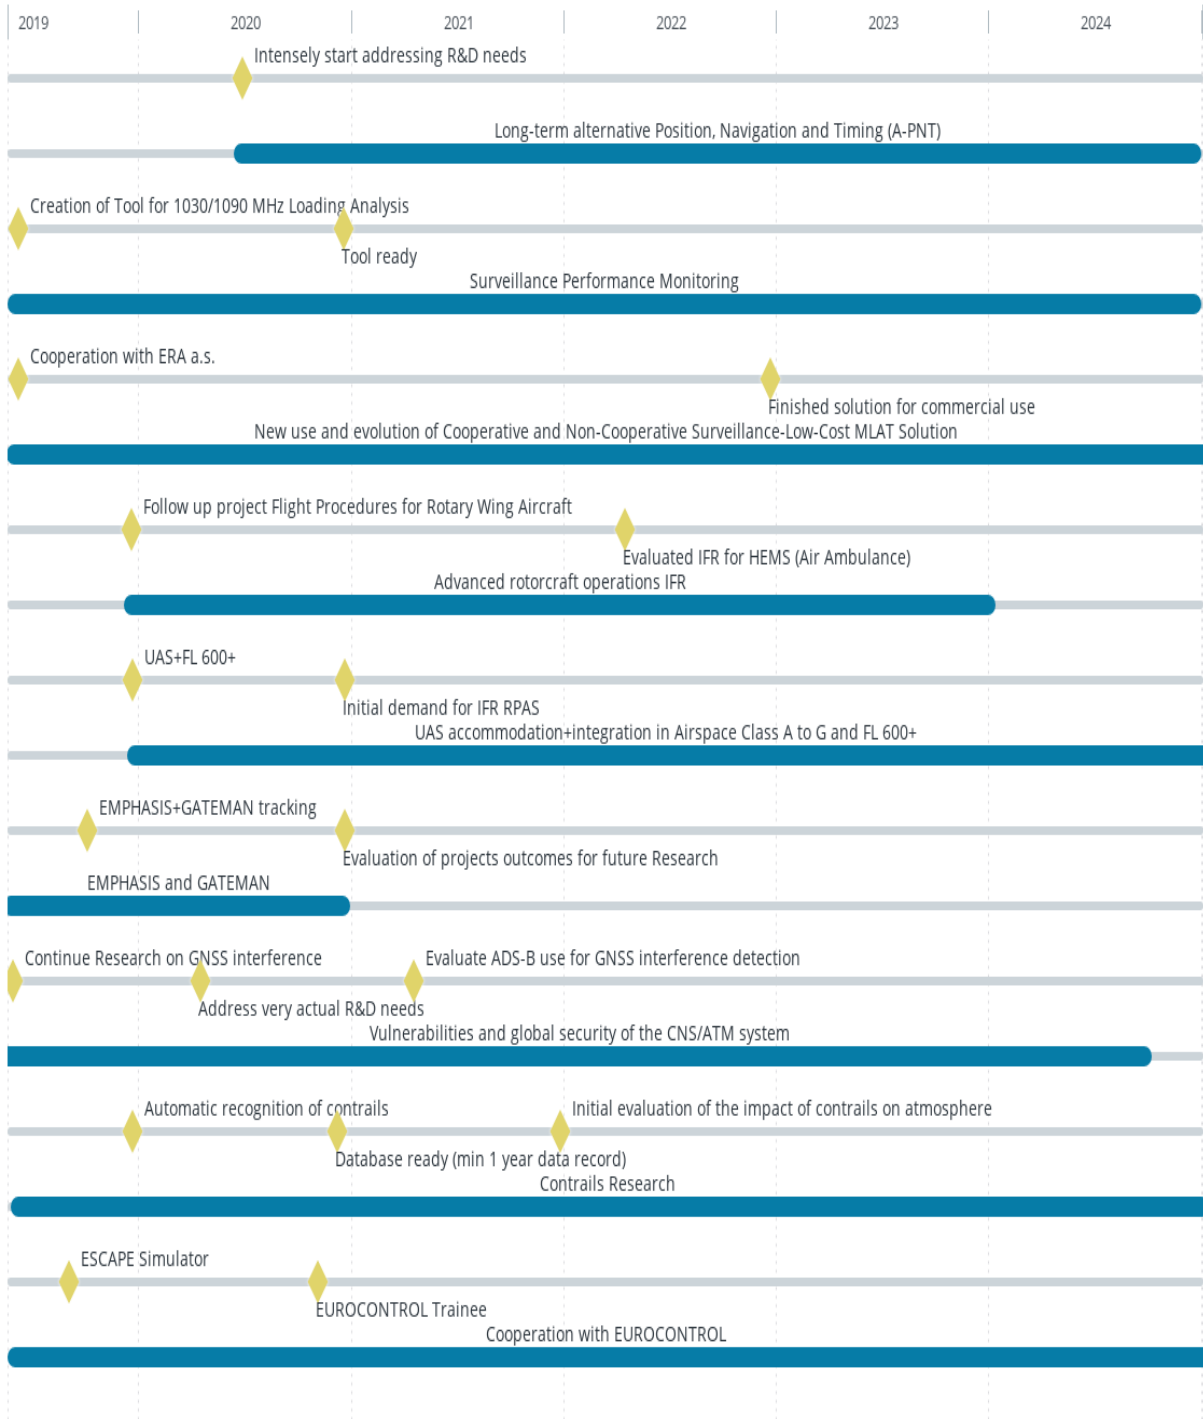 2019 2020 2021 2022 2023 2024
Intensely start addressing R&D needs
Long-term alternative Position, Navigation and Timing (A-PNT)
Creation of Tool for 1030/1090 MHz Loading Analysis
Tool ready
Surveillance Performance Monitoring
Cooperation with ERA a.s.
Finished solution for commercial use
New use and evolution of Cooperative and Non-Cooperative Surveillance-Low-Cost MLAT Solution
Follow up project Flight Procedures for Rotary Wing Aircraft
Evaluated IFR for HEMS (Air Ambulance)
Advanced rotorcraft operations IFR
UAS+FL 600+
Initial demand for IFR RPAS
UAS accommodation+integration in Airspace Class A to G and FL 600+
EMPHASIS+GATEMAN tracking
Evaluation of projects outcomes for future Research
EMPHASIS and GATEMAN
Continue Research on GNSS interference
Evaluate ADS-B use for GNSS interference detection
Address very actual R&D needs
Vulnerabilities and global security of the CNS/ATM system
Automatic recognition of contrails
Initial evaluation of the impact of contrails on atmosphere
Database ready (min 1 year data record)
Contrails Research
ESCAPE Simulator
EUROCONTROL Trainee
Cooperation with EUROCONTROL